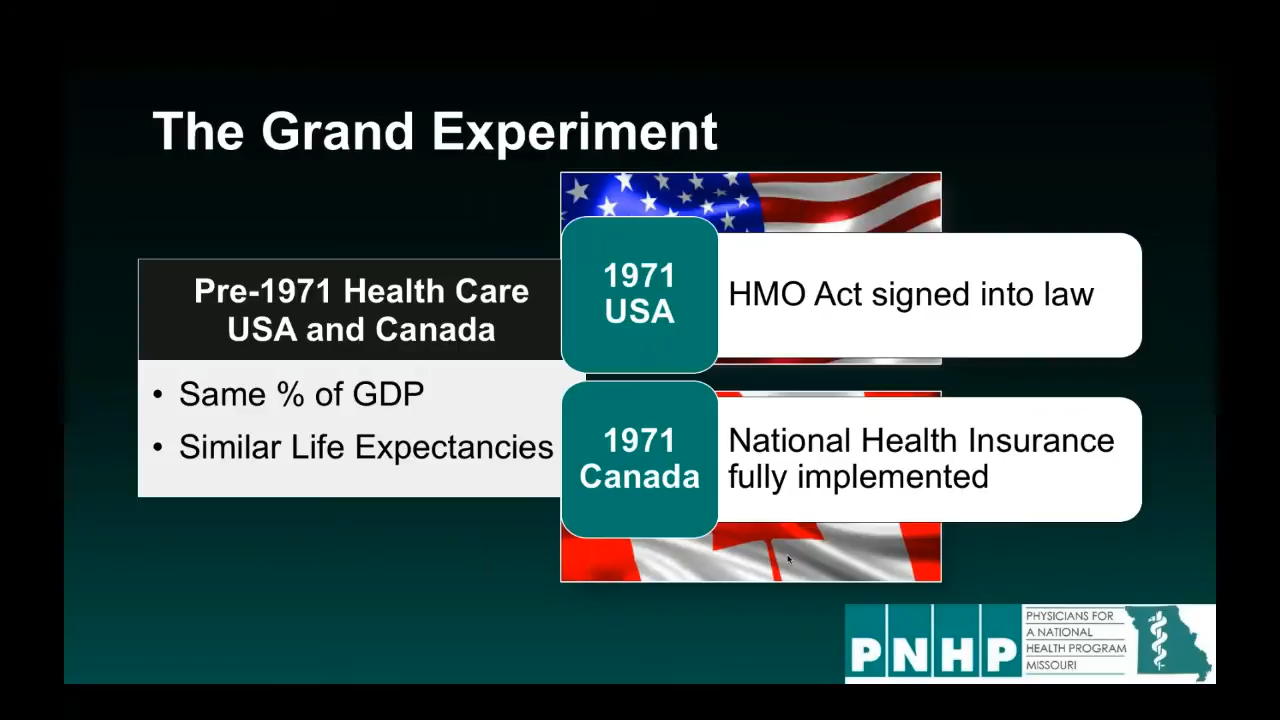 The Grand Experiment
Pre-1971 Health Care
USA and Canada
• Same % of GDP
• Similar Life Expectancies
1971
USA
HMO Act signed into law
1971
Canada
National Health Insurance
fully implemented
PNHP
PHYSICIANS FOR
A NATIONAL
HEALTH PROGRAM
MISSOURI